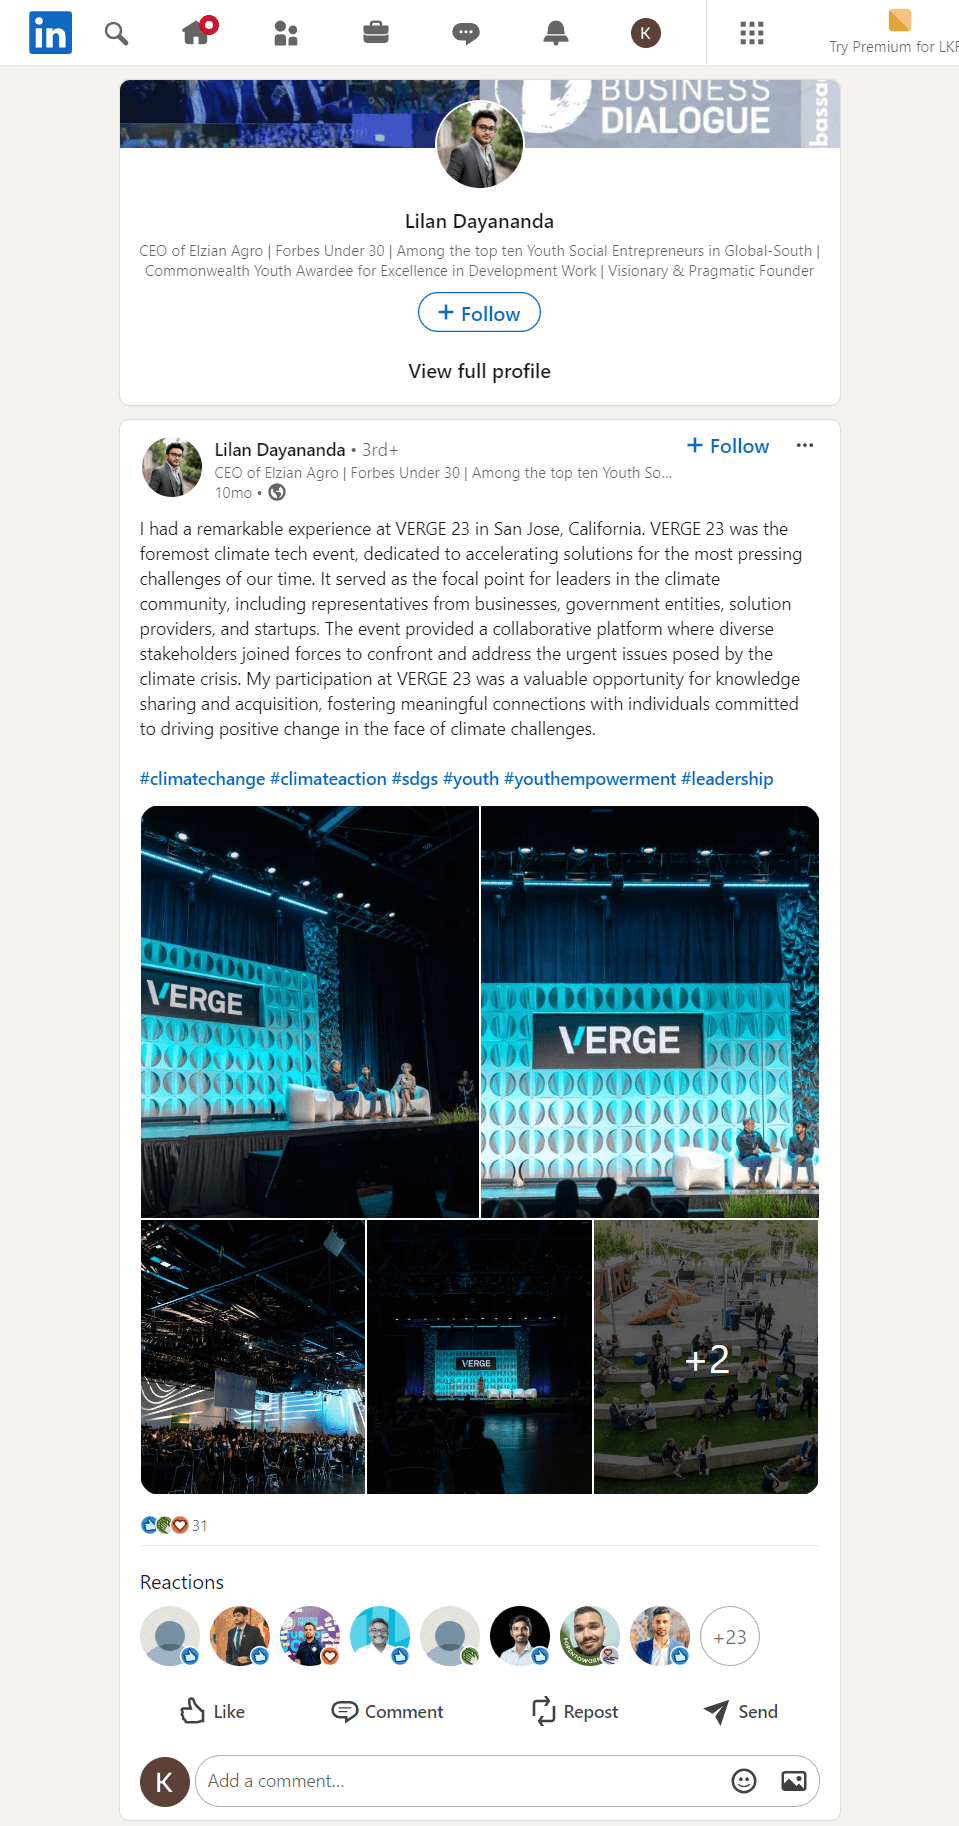 in
K
Try Premium for LKR
BUSINESS
DIALOGUE
bassa
Lilan Dayananda
CEO of Elzian Agro | Forbes Under 30 | Among the top ten Youth Social Entrepreneurs in Global-South |
Commonwealth Youth Awardee for Excellence in Development Work | Visionary & Pragmatic Founder
+ Follow
View full profile
Lilan Dayananda • 3rd+
+ Follow
CEO of Elzian Agro | Forbes Under 30 | Among the top ten Youth So...
10mo •
I had a remarkable experience at VERGE 23 in San Jose, California. VERGE 23 was the
foremost climate tech event, dedicated to accelerating solutions for the most pressing
challenges of our time. It served as the focal point for leaders in the climate
community, including representatives from businesses, government entities, solution
providers, and startups. The event provided a collaborative platform where diverse
stakeholders joined forces to confront and address the urgent issues posed by the
climate crisis. My participation at VERGE 23 was a valuable opportunity for knowledge
sharing and acquisition, fostering meaningful connections with individuals committed
to driving positive change in the face of climate challenges.
#climatechange #climateaction #sdgs #youth #youthempowerment #leadership
VERGE
VERGE
VERGE
+2
31
Reactions
+23
Like
Comment
Repost
Send
K
Add a comment...